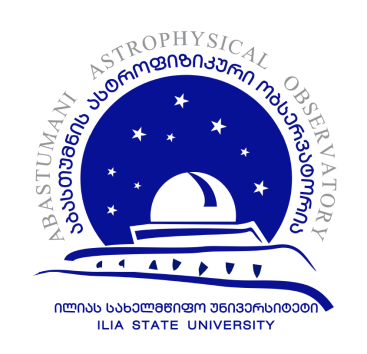 ABASTUMANI ASTROPHYSICAL OBSERVATORY
აბასთუმნის ასტროფიზიკური ობსერვატორია
ილიას სახელმწიფო უნივერსიტეტი
ILIA STATE UNIVERSITY